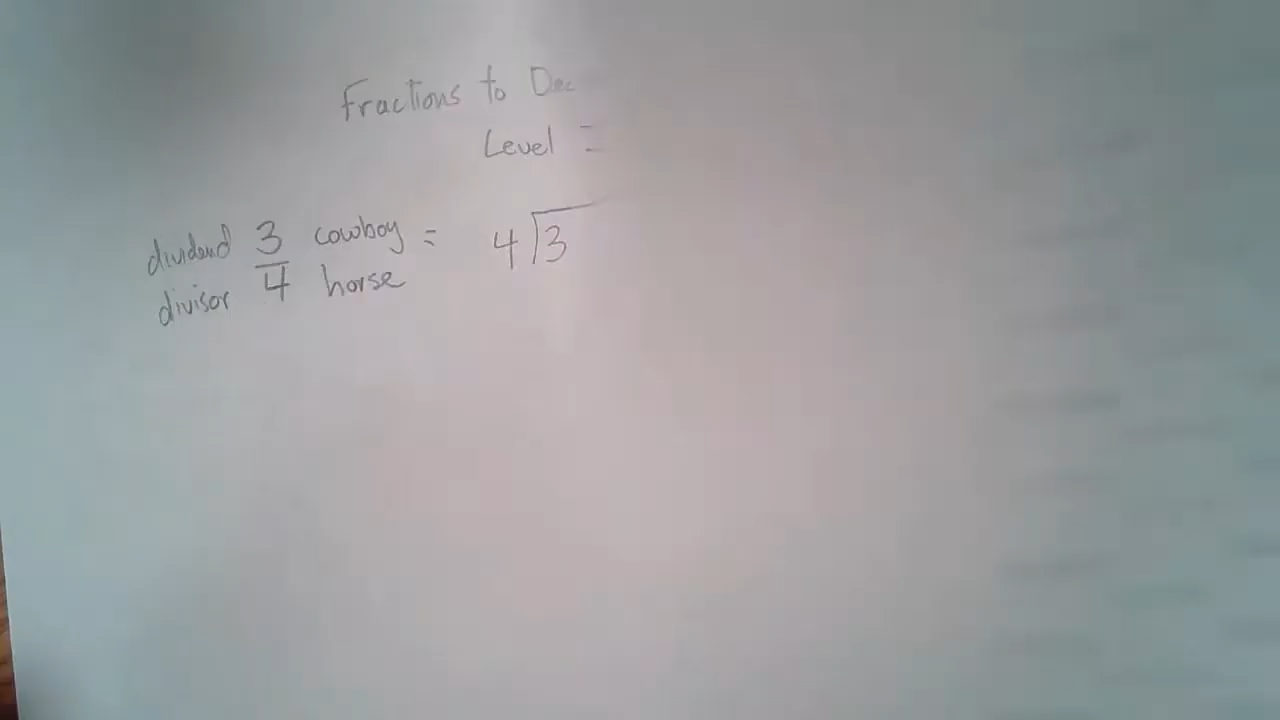 Fractions to Dec
Level
dividend 3 cowboy = 4⟌3
divisor 4 horse